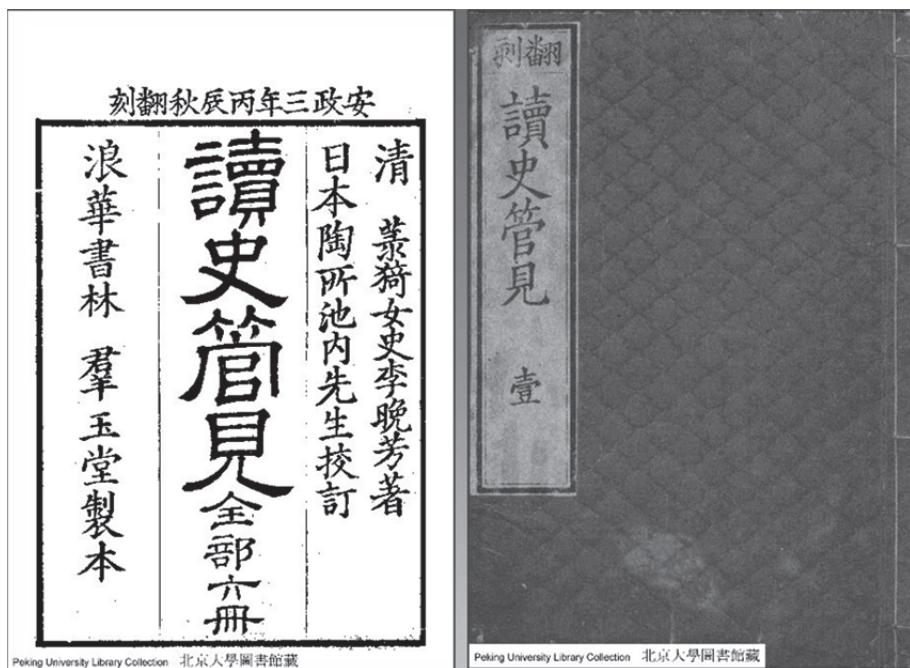 安政三年丙辰秋翻刻
清 菉猗女史李晚芳著
日本陶所池内先生挍訂
讀史管見全部六冊
浪華書林 羣玉堂製本
Peking University Library Collection 北京大學圖書館藏
翻刻
讀史管見 壹
Peking University Library Collection 北京大學圖書館藏